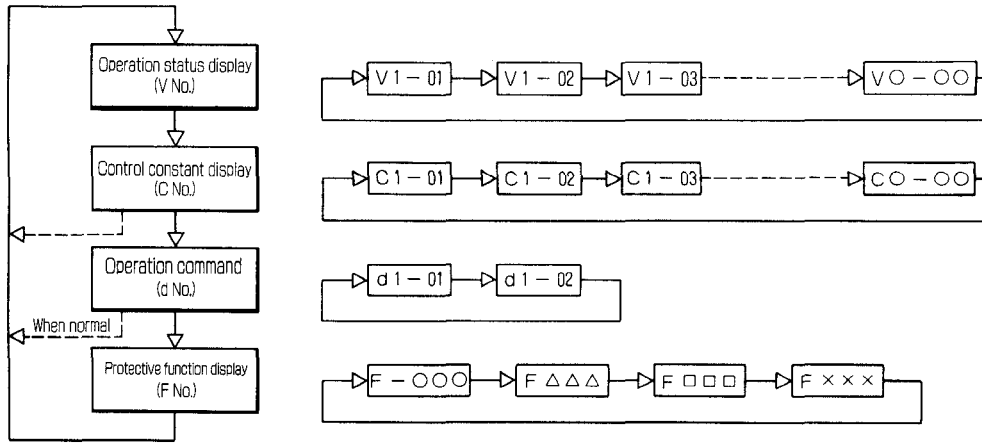 Operation status display
(V No.)
V 1 − 01
V 1 − 02
V 1 − 03
V ○ − ○○
Control constant display
(C No.)
C 1 − 01
C 1 − 02
C 1 − 03
C ○ − ○○
Operation command
(d No.)
d 1 − 01
d 1 − 02
When normal
Protective function display
(F No.)
F − ○○○
F △△△
F □□□
F ×××